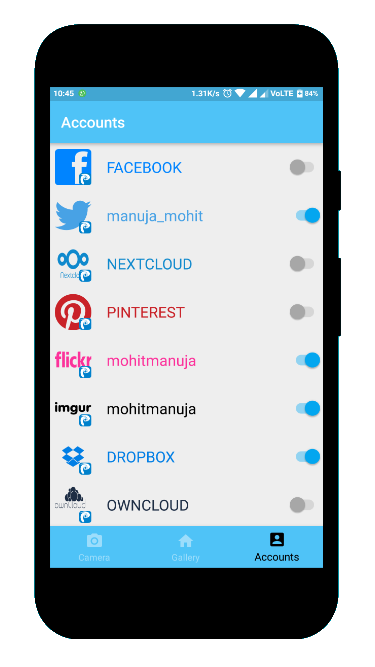 10:45 1.31K/s VoLTE 84%
Accounts
FACEBOOK
manuja_mohit
Nextclo
NEXTCLOUD
PINTEREST
flickr
mohitmanuja
imgur
mohitmanuja
DROPBOX
ownCloud
OWNCLOUD
Camera
Gallery
Accounts